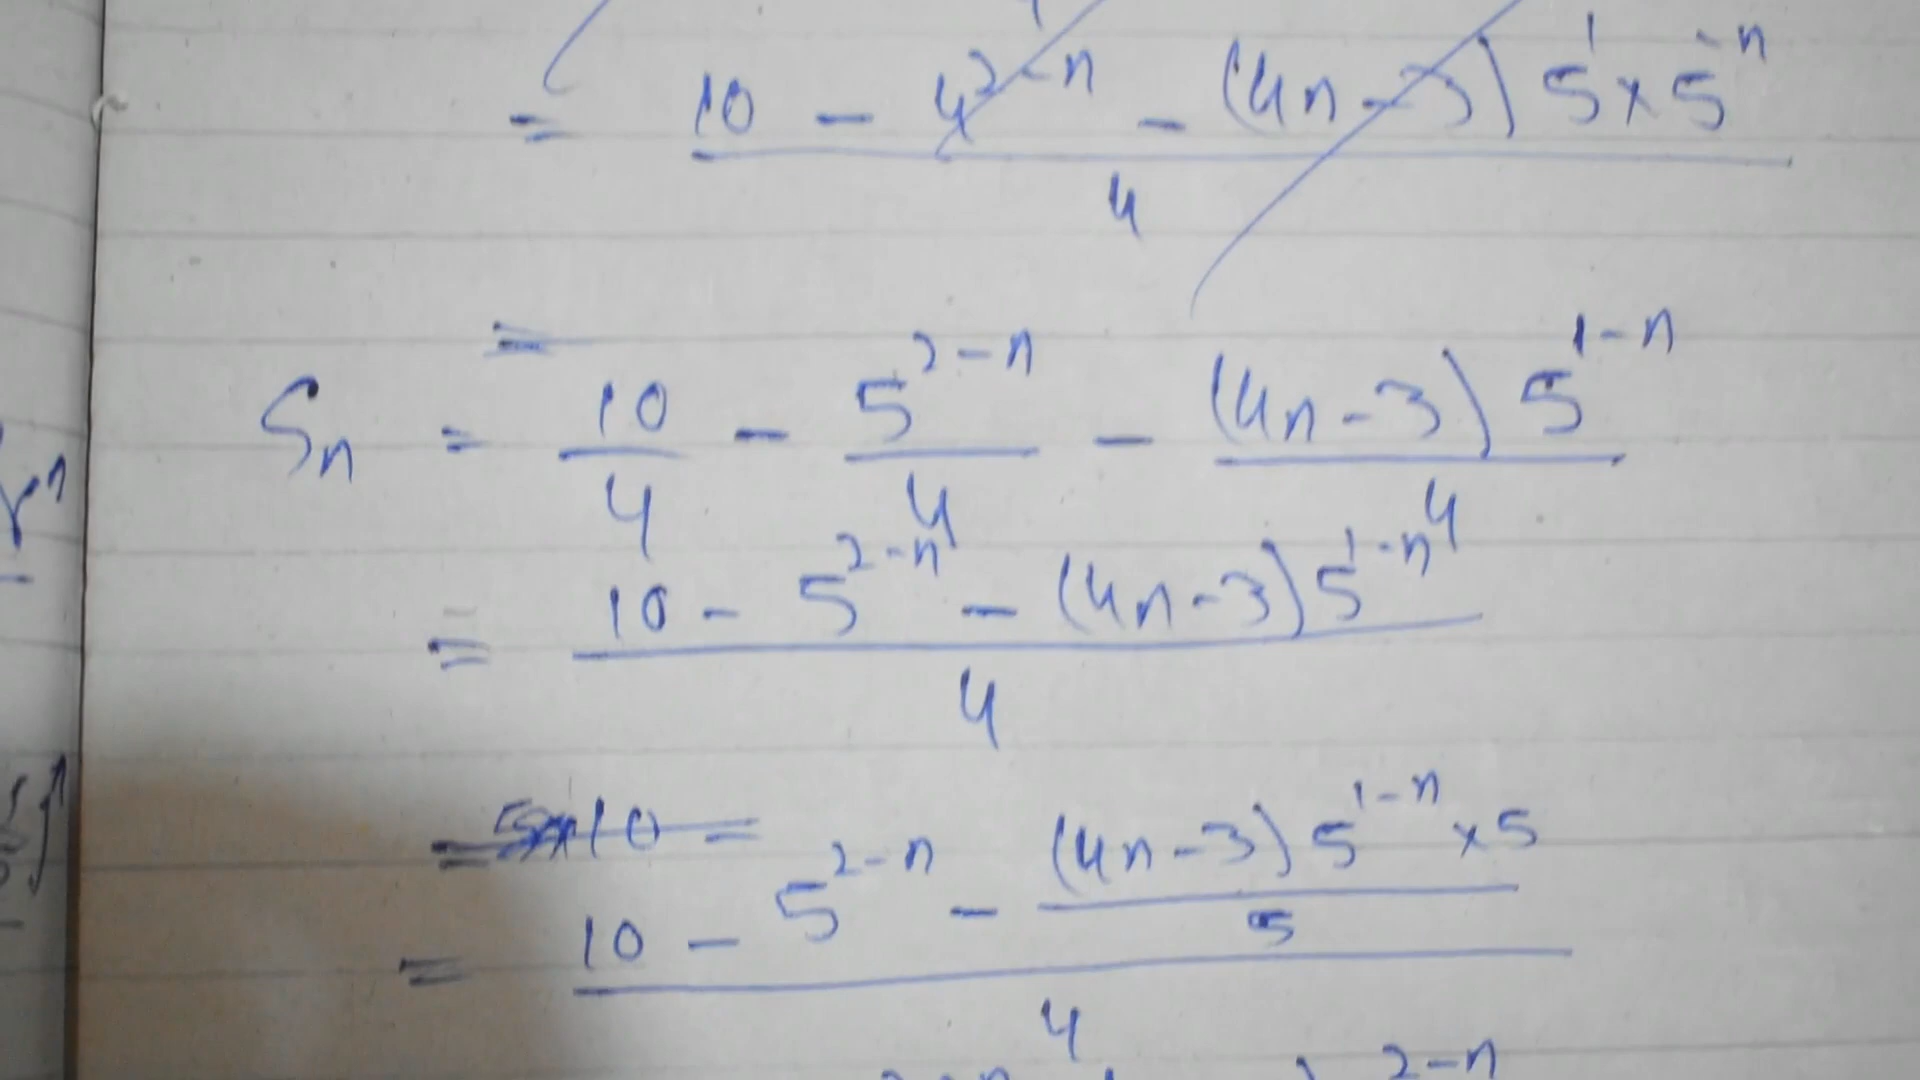 = 10 - 4^{2-n} - (4n-3) 5^1 × 5^{-n} / 4
=
S_n = 10/4 - 5^{2-n}/4 - (4n-3) 5^{1-n}/4
= 10 - 5^{2-n} - (4n-3) 5^{1-n} / 4
= 10 =
= 10 - 5^{2-n} - (4n-3) 5^{1-n} × 5 / 5 / 4
2-n